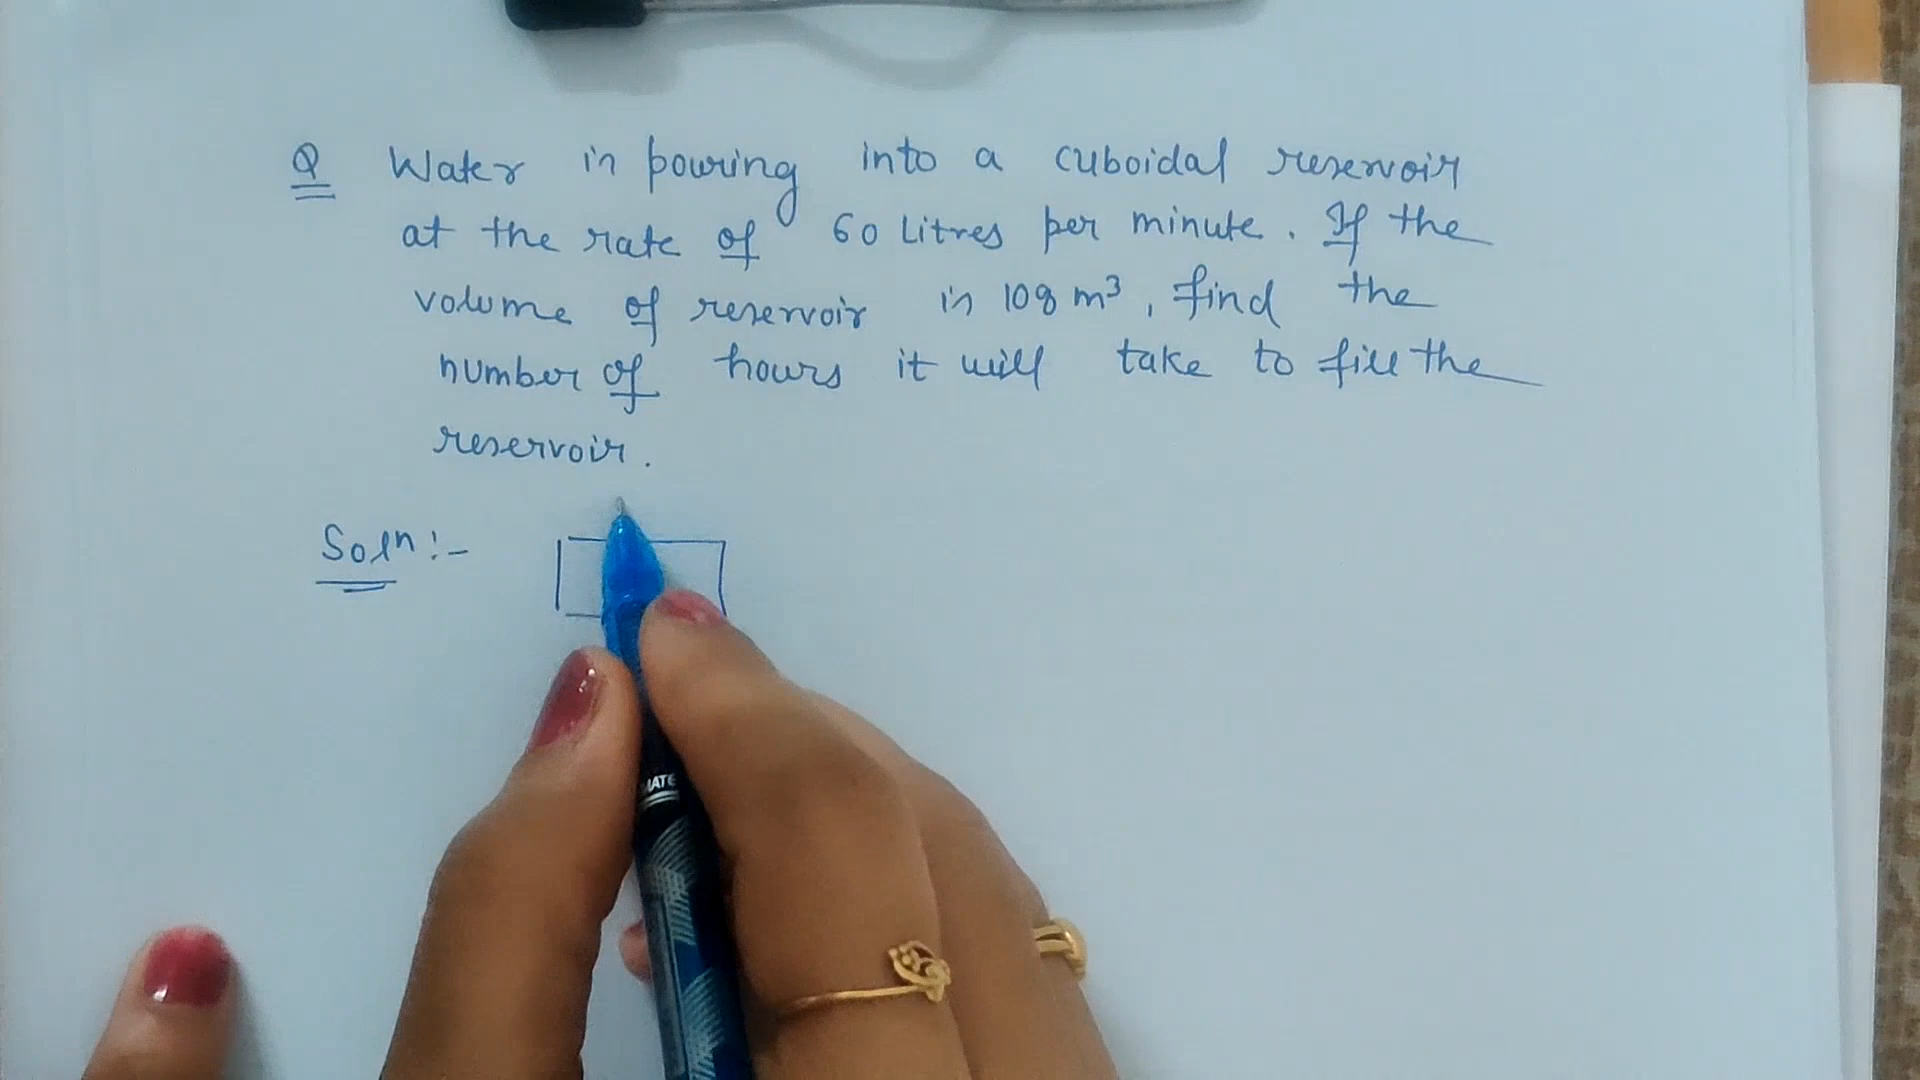 Q Water is pouring into a cuboidal reservoir
at the rate of 60 Litres per minute. If the
volume of reservoir is 108 m³, find the
number of hours it will take to fill the
reservoir.
Solⁿ:-
MATE